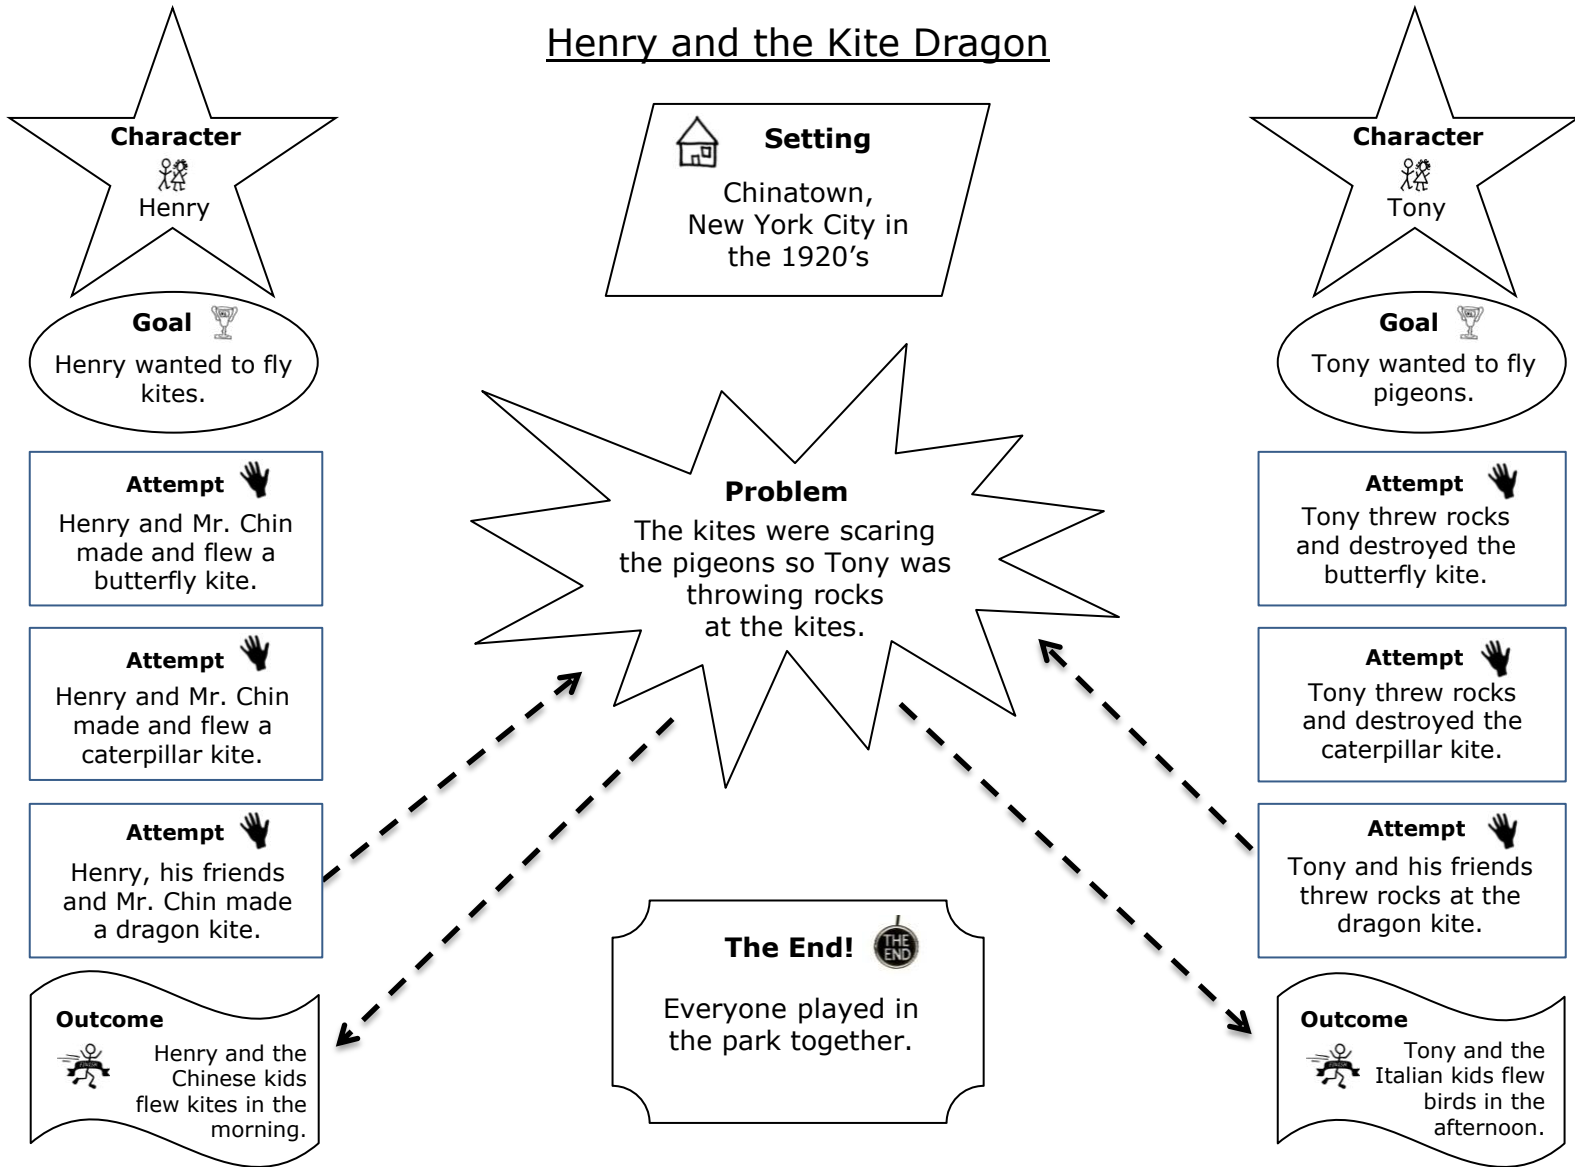 Henry and the Kite Dragon
Character
Henry
Goal
Henry wanted to fly
kites.
Attempt
Henry and Mr. Chin
made and flew a
butterfly kite.
Attempt
Henry and Mr. Chin
made and flew a
caterpillar kite.
Attempt
Henry, his friends
and Mr. Chin made
a dragon kite.
Outcome
Henry and the
Chinese kids
flew kites in the
morning.
Setting
Chinatown,
New York City in
the 1920’s
Problem
The kites were scaring
the pigeons so Tony was
throwing rocks
at the kites.
The End!
THE
END
Everyone played in
the park together.
Character
Tony
Goal
Tony wanted to fly
pigeons.
Attempt
Tony threw rocks
and destroyed the
butterfly kite.
Attempt
Tony threw rocks
and destroyed the
caterpillar kite.
Attempt
Tony and his friends
threw rocks at the
dragon kite.
Outcome
Tony and the
Italian kids flew
birds in the
afternoon.